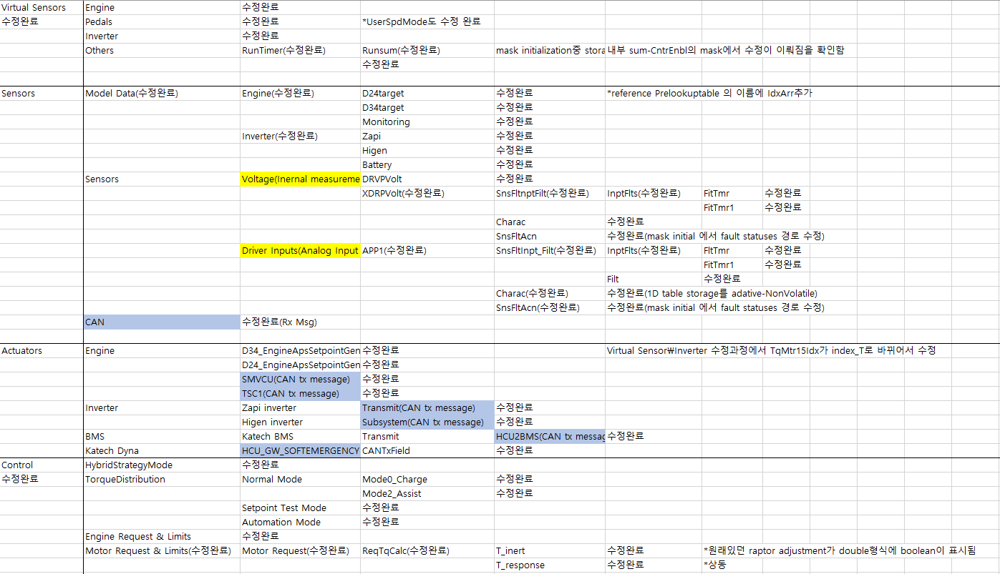 Virtual Sensors Engine 수정완료
수정완료 Pedals 수정완료 *UserSpdMode도 수정 완료
Inverter 수정완료
Others RunTimer(수정완료) Runsum(수정완료) mask initialization중 stora 내부 sum-CntrEnbl의 mask에서 수정이 이뤄짐을 확인함
수정완료
Sensors Model Data(수정완료) Engine(수정완료) D24target 수정완료 *reference Prelookuptable 의 이름에 IdxArr추가
D34target 수정완료
Monitoring 수정완료
Inverter(수정완료) Zapi 수정완료
Higen 수정완료
Battery 수정완료
Sensors Voltage(Inernal measureme DRVPVolt 수정완료
XDRPVolt(수정완료) SnsFltnptFilt(수정완료) InptFlts(수정완료) FitTmr 수정완료
FitTmr1 수정완료
Charac 수정완료
SnsFltAcn 수정완료(mask initial 에서 fault statuses 경로 수정)
Driver Inputs(Analog Input APP1(수정완료) SnsFltInpt_Filt(수정완료) InptFlts(수정완료) FltTmr 수정완료
FitTmr1 수정완료
Filt 수정완료
Charac(수정완료) 수정완료(1D table storage를 adative-NonVolatile)
SnsFltAcn(수정완료) 수정완료(mask initial 에서 fault statuses 경로 수정)
CAN 수정완료(Rx Msg)
Actuators Engine D34_EngineApsSetpointGen 수정완료 Virtual Sensor₩Inverter 수정과정에서 TqMtr15Idx가 index_T로 바뀌어서 수정
D24_EngineApsSetpointGen 수정완료
SMVCU(CAN tx message) 수정완료
TSC1(CAN tx message) 수정완료
Inverter Zapi inverter Transmit(CAN tx message) 수정완료
Higen inverter Subsystem(CAN tx message) 수정완료
BMS Katech BMS Transmit HCU2BMS(CAN tx messag 수정완료
Katech Dyna HCU_GW_SOFTEMERGENCY CANTxField 수정완료
Control HybridStrategyMode 수정완료
수정완료 TorqueDistribution Normal Mode Mode0_Charge 수정완료
Mode2_Assist 수정완료
Setpoint Test Mode 수정완료
Automation Mode 수정완료
Engine Request & Limits 수정완료
Motor Request & Limits(수정완료) Motor Request(수정완료) ReqTqCalc(수정완료) T_inert 수정완료 *원래있던 raptor adjustment가 double형식에 boolean이 표시됨
T_response 수정완료 *상동